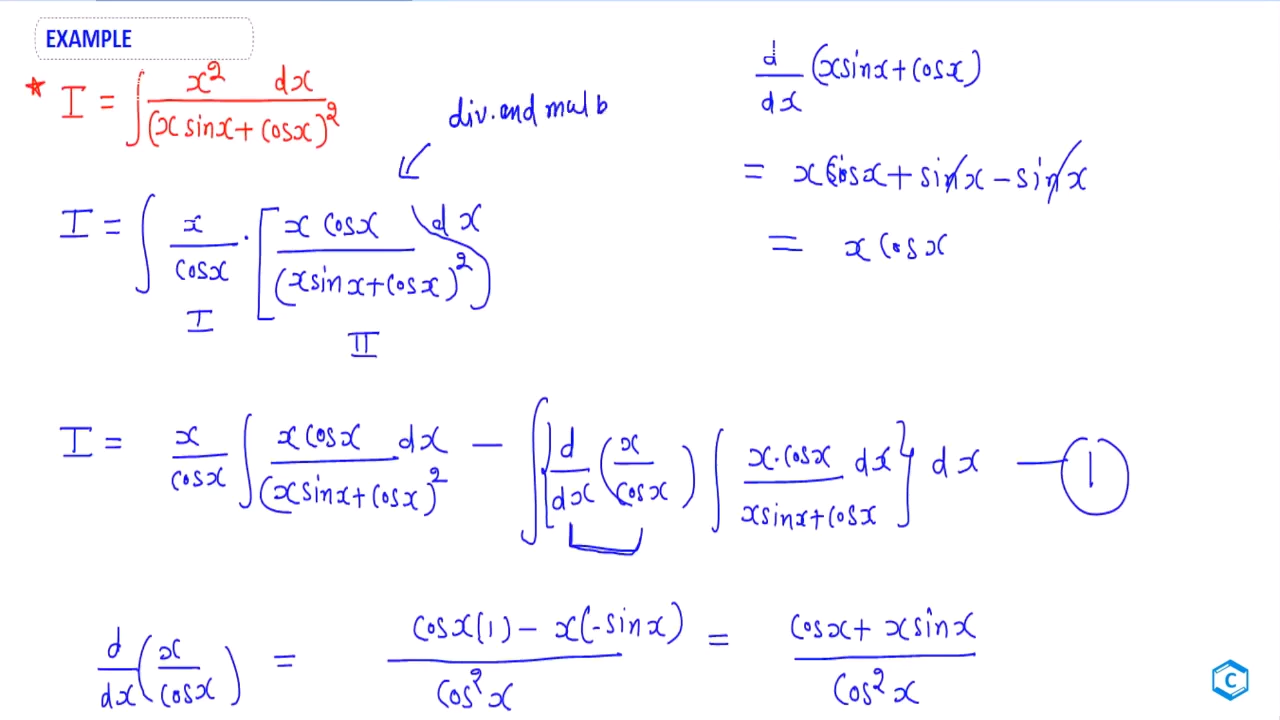 EXAMPLE
* I = ∫ x² dx / (x sinx + cosx)²
div. and mul b
I = ∫ x/cosx · [ x cosx dx / (x sinx + cosx)² ]
I
II
d/dx (x sinx + cosx)
= x cosx + sinx − sinx
= x cosx
I = x/cosx ∫ x cosx dx / (x sinx + cosx)² − ∫ { d/dx (x/cosx) ∫ x·cosx dx / x sinx + cosx } dx — 1
d/dx (x/cosx) = cosx(1) − x(−sinx) / cos²x = cosx + x sinx / cos²x
C